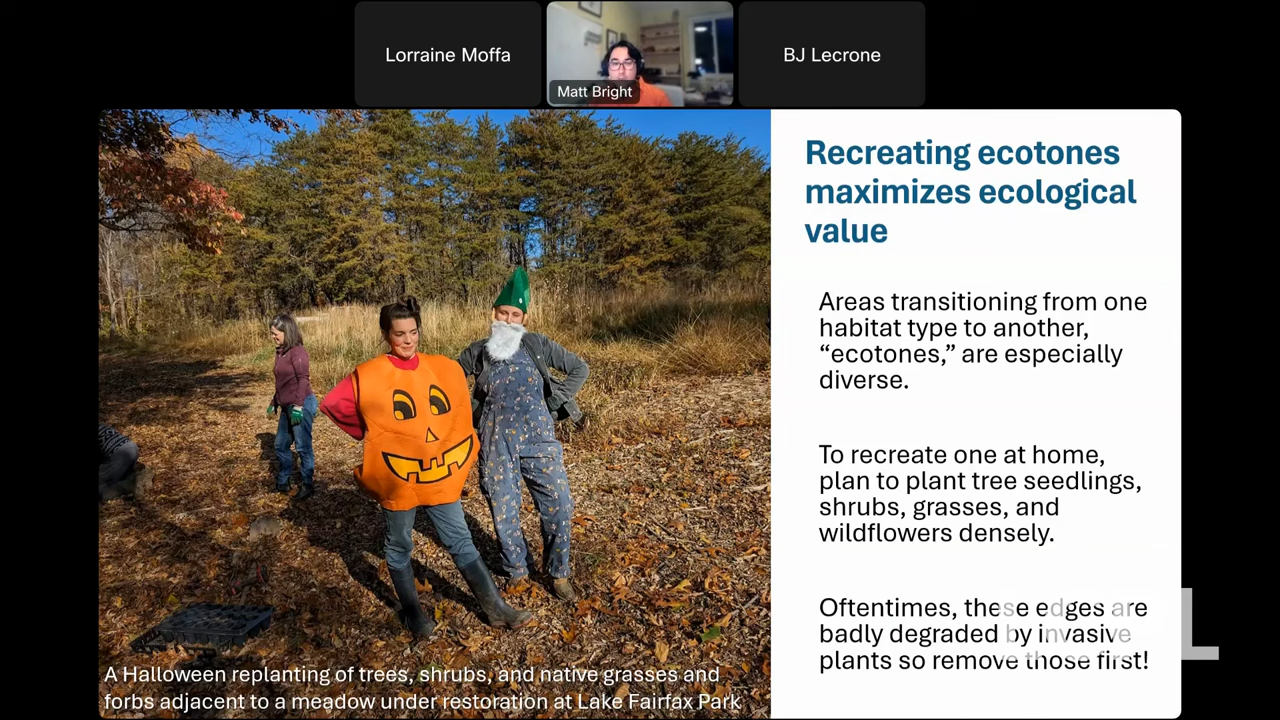 Lorraine Moffa
Matt Bright
BJ Lecrone
Recreating ecotones
maximizes ecological
value
Areas transitioning from one
habitat type to another,
“ecotones,” are especially
diverse.
To recreate one at home,
plan to plant tree seedlings,
shrubs, grasses, and
wildflowers densely.
Oftentimes, these edges are
badly degraded by invasive
plants so remove those first!
A Halloween replanting of trees, shrubs, and native grasses and
forbs adjacent to a meadow under restoration at Lake Fairfax Park